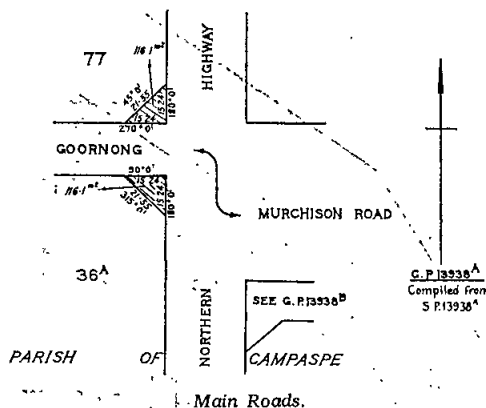 77
116·1 m²
45°0'
21·55
15·24
15·24
180°0'
270°0'
HIGHWAY
GOORNONG
90°0'
15·24
15·24
116·1 m²
21·55
315°0'
180°0'
MURCHISON ROAD
36ᴬ
G.P.13938ᴬ
Compiled from
S.P.13938ᴬ
SEE G.P.13938ᴮ
NORTHERN
PARISH OF CAMPASPE
Main Roads.